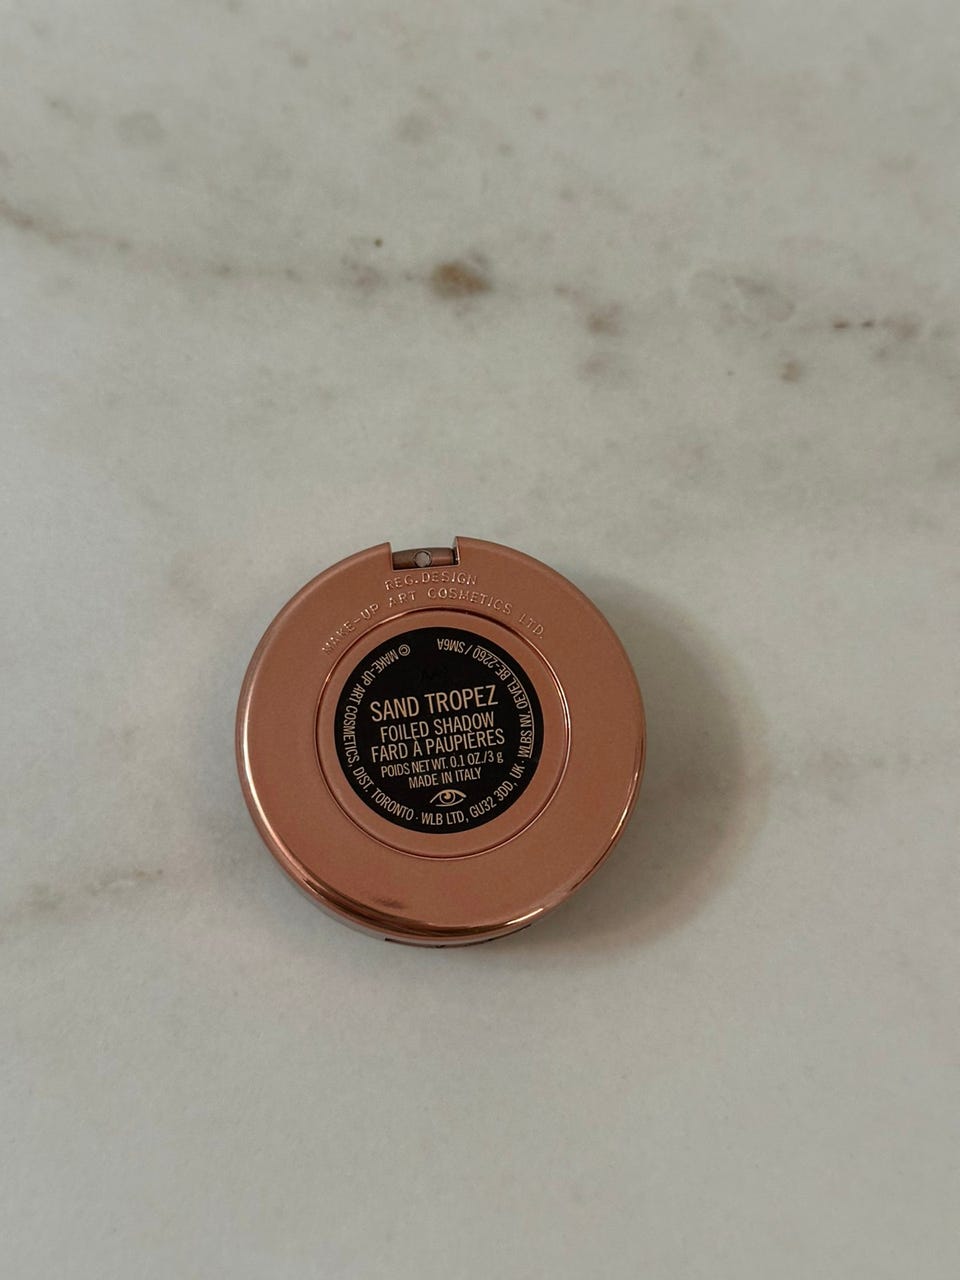 REG. DESIGN
MAKE-UP ART COSMETICS LTD.
SAND TROPEZ
FOILED SHADOW
FARD À PAUPIÈRES
POIDS NET WT. 0.1 OZ./3 g
MADE IN ITALY
© MAKE-UP ART COSMETICS, DIST. TORONTO · WLB LTD, GU32 3DD, UK · WLBS NV, OEVEL BE-2260 / SM6A